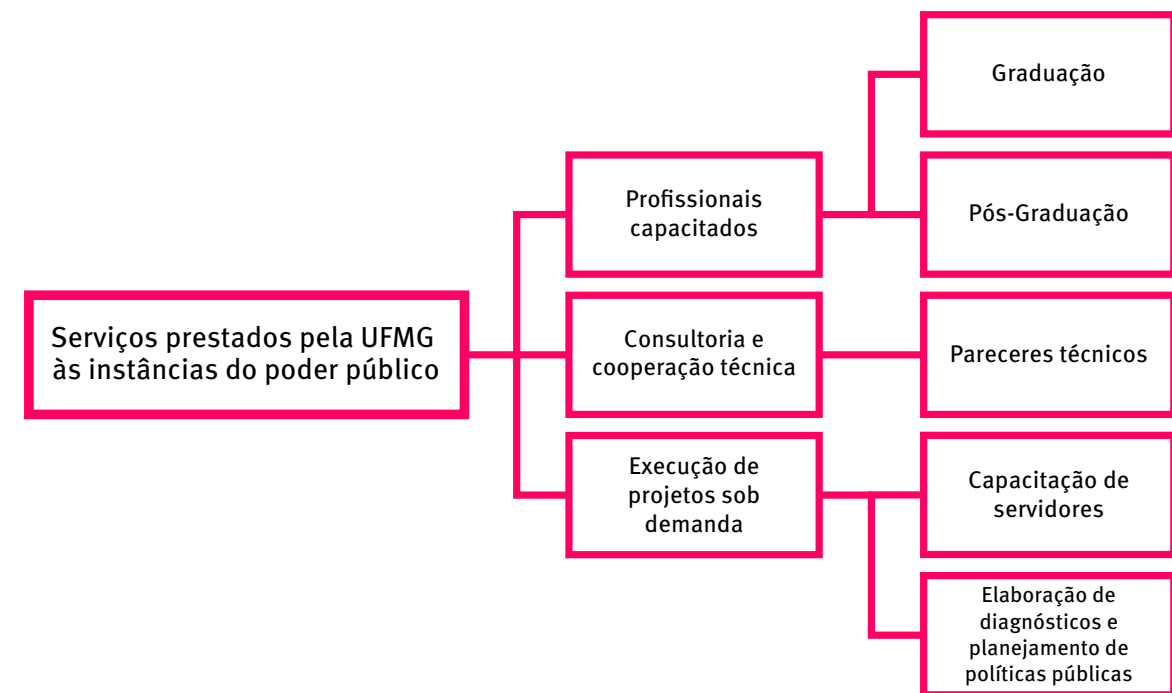 Serviços prestados pela UFMG
às instâncias do poder público
Profissionais
capacitados
Graduação
Pós-Graduação
Consultoria e
cooperação técnica
Pareceres técnicos
Execução de
projetos sob
demanda
Capacitação de
servidores
Elaboração de
diagnósticos e
planejamento de
políticas públicas